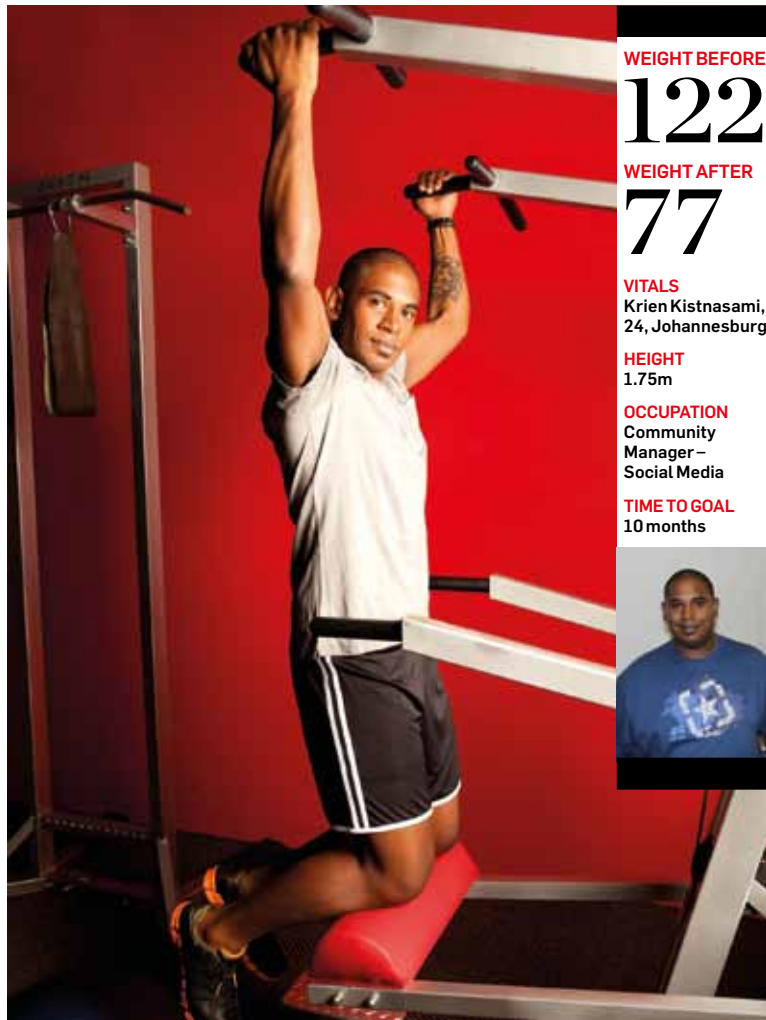 WEIGHT BEFORE
122
WEIGHT AFTER
77
VITALS
Krien Kistnasami,
24, Johannesburg
HEIGHT
1.75m
OCCUPATION
Community
Manager –
Social Media
TIME TO GOAL
10 months